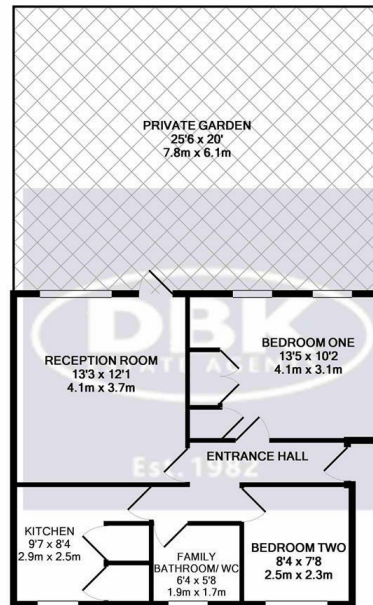 PRIVATE GARDEN
25'6 x 20'
7.8m x 6.1m
DBK
ESTATE AGENTS
Est. 1982
RECEPTION ROOM
13'3 x 12'1
4.1m x 3.7m
BEDROOM ONE
13'5 x 10'2
4.1m x 3.1m
ENTRANCE HALL
KITCHEN
9'7 x 8'4
2.9m x 2.5m
FAMILY
BATHROOM/ WC
6'4 x 5'8
1.9m x 1.7m
BEDROOM TWO
8'4 x 7'8
2.5m x 2.3m